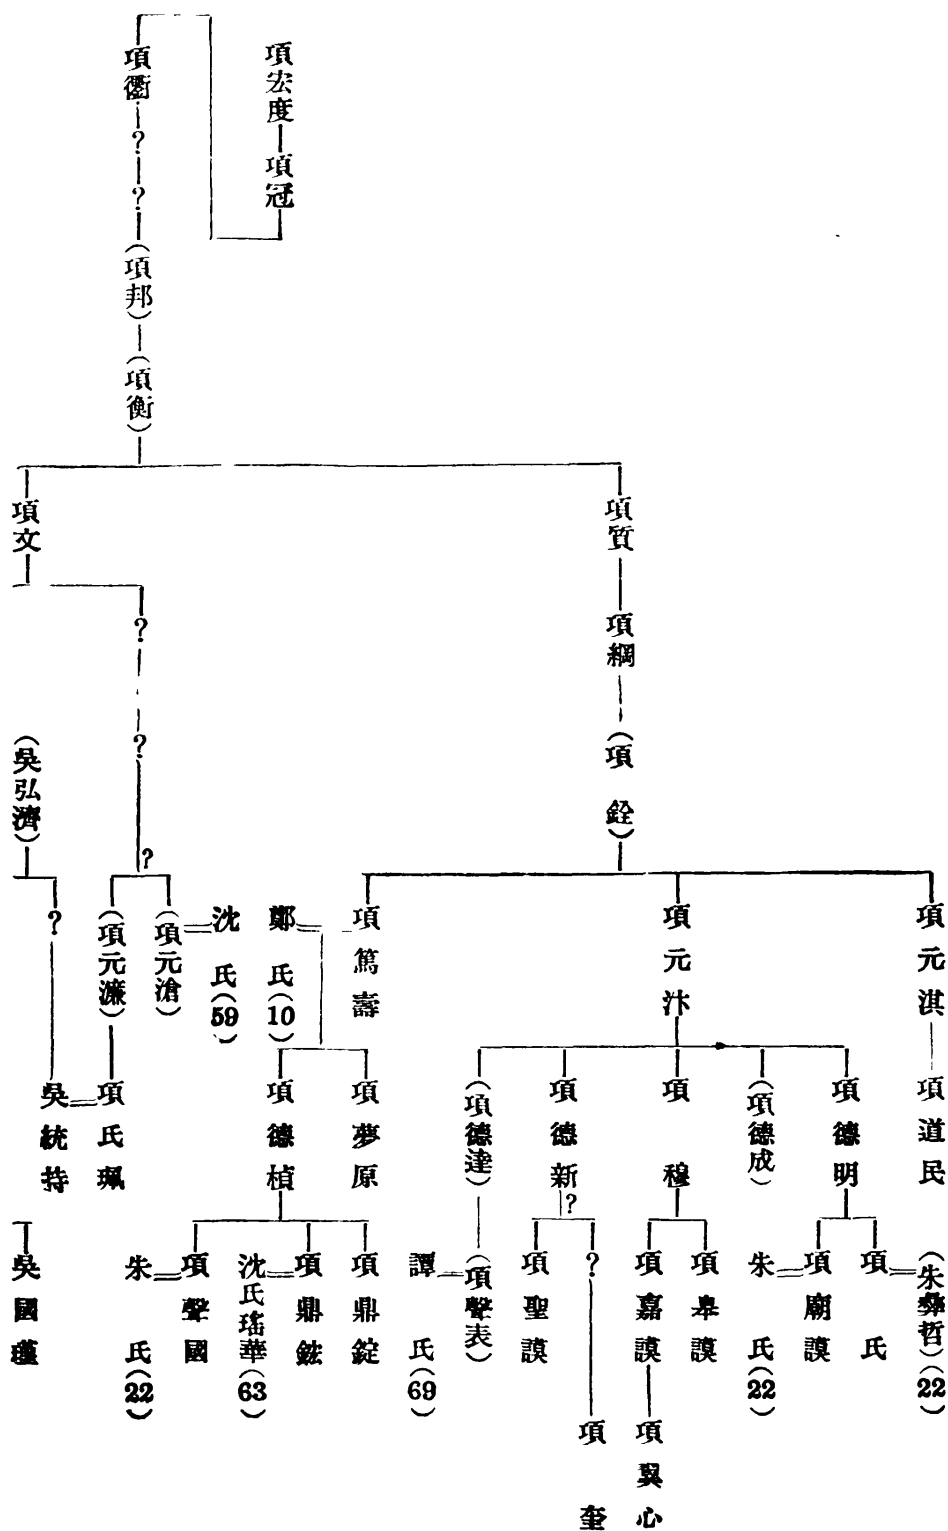 項宏度
項冠
項衢
?
?
(項邦)
(項衡)
項質
項綱
(項銓)
項文
?
?
?
(吳弘濟)
?
項元淇
項元汴
項篤壽
鄭氏(10)
沈氏(59)
(項元滄)
(項元濂)
項道民
項德明
(項德成)
項穆
項德新
(項德達)
項夢原
項德楨
項氏珮
吳統持
?
(朱彝哲)(22)
項氏
項廟謨
朱氏(22)
項皋謨
項嘉謨
?
項聖謨
(項聲表)
譚氏(69)
項鼎鋐
項鼎鉉
沈氏瑤華(63)
項聲國
朱氏(22)
吳國
項翼心
項奎